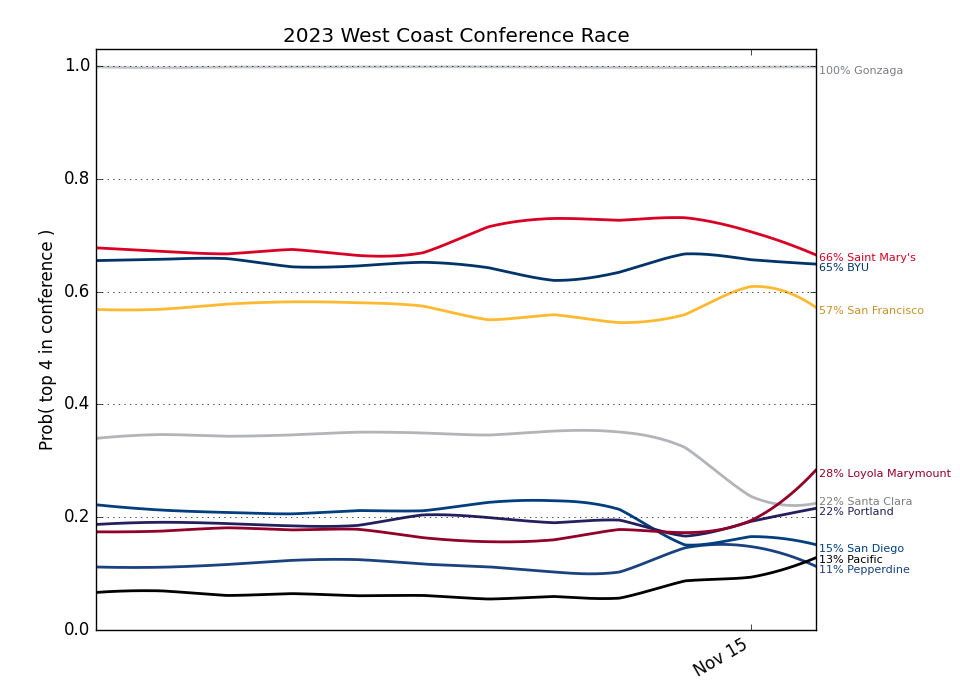 2023 West Coast Conference Race
Prob( top 4 in conference )
1.0
0.8
0.6
0.4
0.2
0.0
100% Gonzaga
66% Saint Mary's
65% BYU
57% San Francisco
28% Loyola Marymount
22% Santa Clara
22% Portland
15% San Diego
13% Pacific
11% Pepperdine
Nov 15